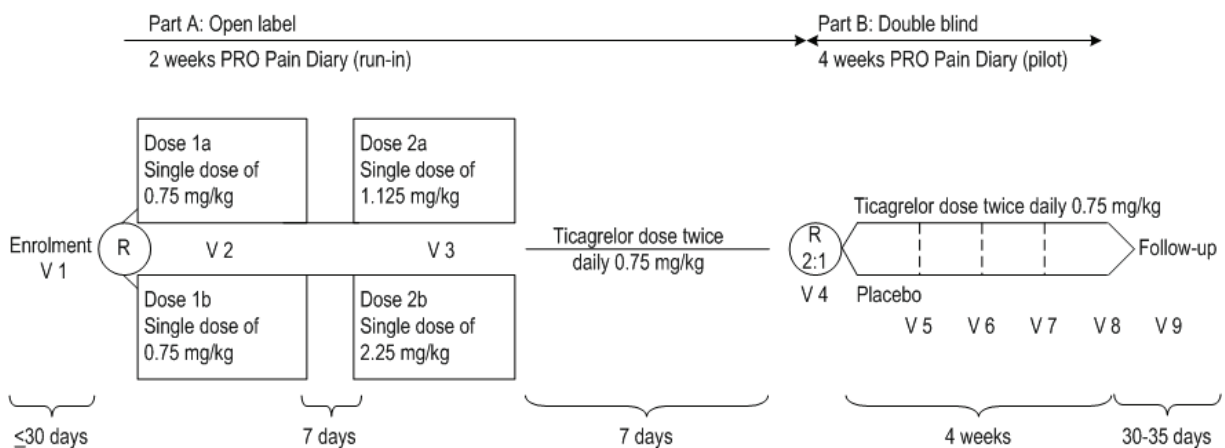 Part A: Open label
Part B: Double blind
2 weeks PRO Pain Diary (run-in)
4 weeks PRO Pain Diary (pilot)
Dose 1a
Single dose of
0.75 mg/kg
Dose 2a
Single dose of
1.125 mg/kg
Enrolment
V 1
R
V 2
V 3
Ticagrelor dose twice
daily 0.75 mg/kg
R
2:1
V 4
Ticagrelor dose twice daily 0.75 mg/kg
Placebo
Follow-up
V 5
V 6
V 7
V 8
V 9
Dose 1b
Single dose of
0.75 mg/kg
Dose 2b
Single dose of
2.25 mg/kg
≤30 days
7 days
7 days
4 weeks
30-35 days